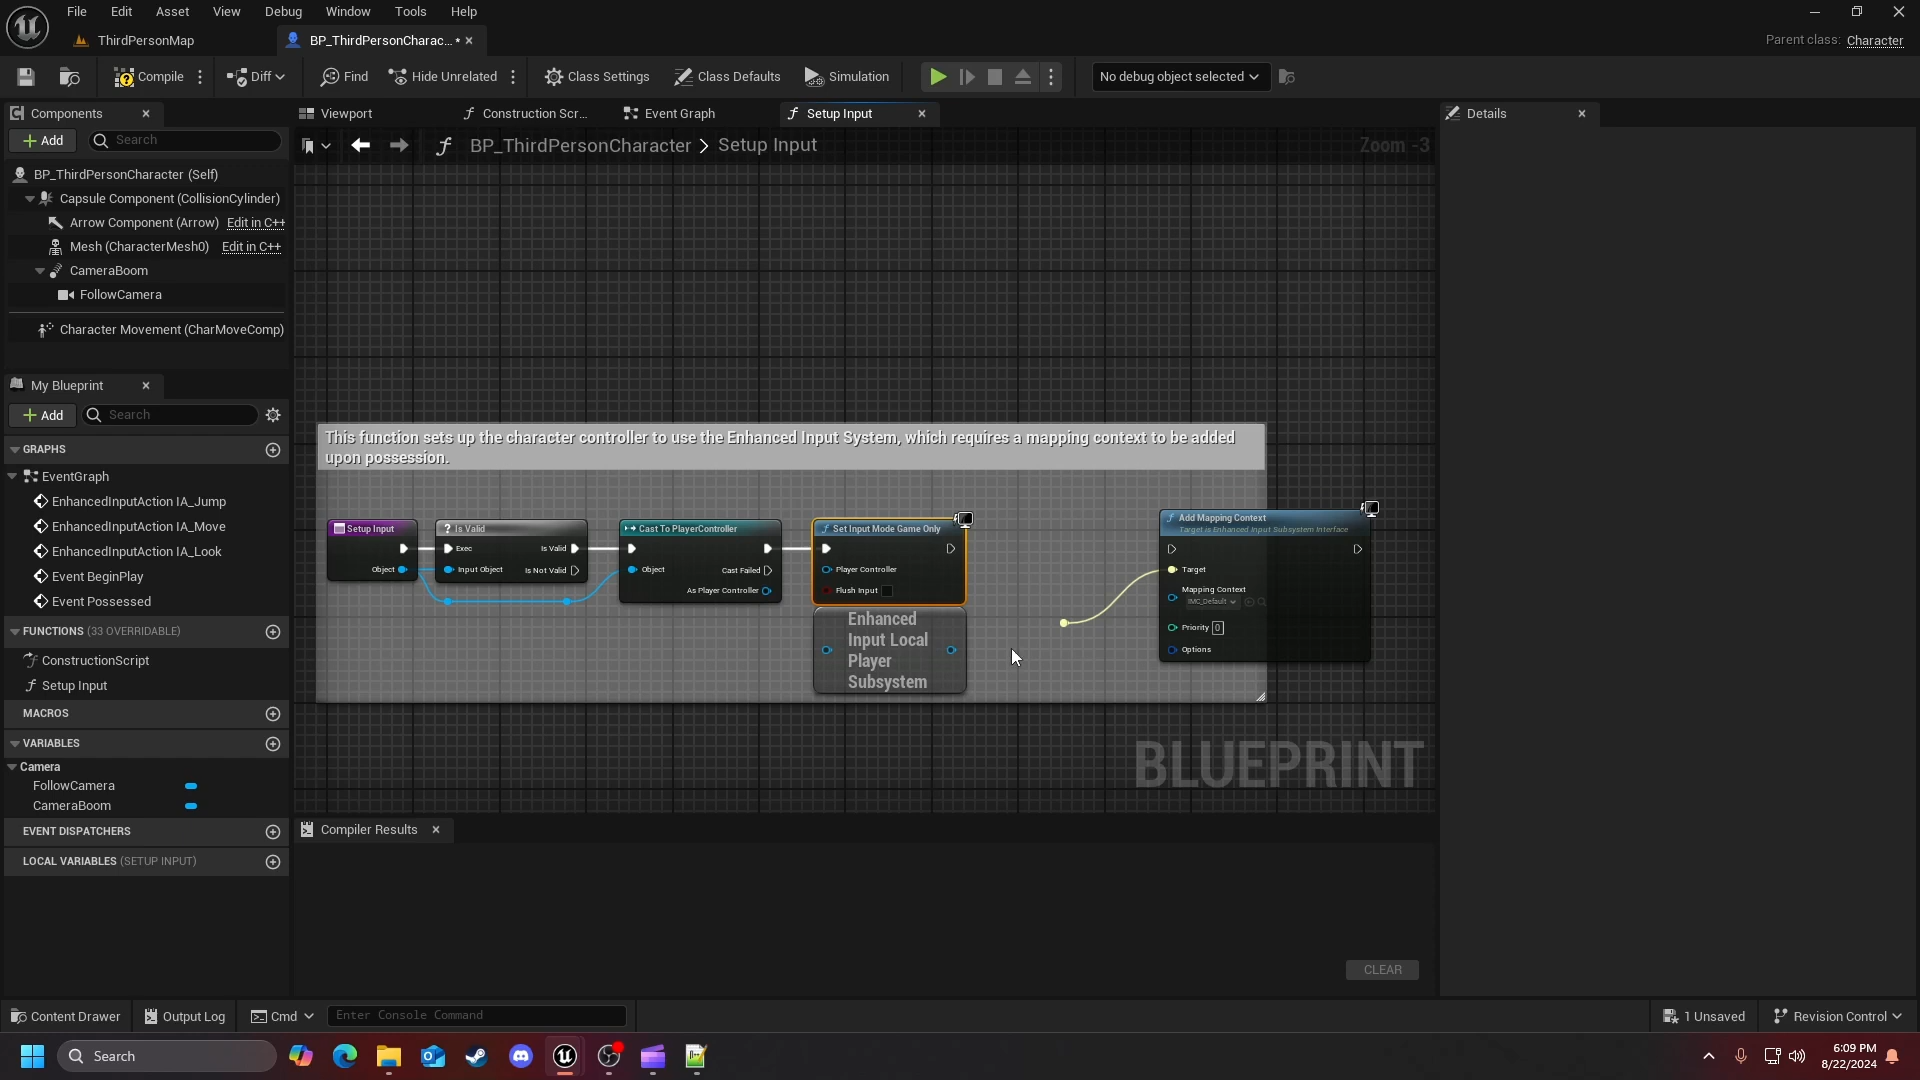 File Edit Asset View Debug Window Tools Help
ThirdPersonMap
BP_ThirdPersonCharac... •
Parent class: Character
Compile
Diff
Find
Hide Unrelated
Class Settings
Class Defaults
Simulation
No debug object selected
Components
Add
Search
BP_ThirdPersonCharacter (Self)
Capsule Component (CollisionCylinder)
Arrow Component (Arrow) Edit in C++
Mesh (CharacterMesh0) Edit in C++
CameraBoom
FollowCamera
Character Movement (CharMoveComp)
My Blueprint
Add
Search
GRAPHS
EventGraph
EnhancedInputAction IA_Jump
EnhancedInputAction IA_Move
EnhancedInputAction IA_Look
Event BeginPlay
Event Possessed
FUNCTIONS (33 OVERRIDABLE)
ConstructionScript
Setup Input
MACROS
VARIABLES
Camera
FollowCamera
CameraBoom
EVENT DISPATCHERS
LOCAL VARIABLES (SETUP INPUT)
Viewport
Construction Scr...
Event Graph
Setup Input
BP_ThirdPersonCharacter > Setup Input
Zoom -3
This function sets up the character controller to use the Enhanced Input System, which requires a mapping context to be added
upon possession.
Setup Input
Object
? Is Valid
Exec
Is Valid
Input Object
Is Not Valid
Cast To PlayerController
Object
Cast Failed
As Player Controller
Set Input Mode Game Only
Player Controller
Flush Input
Enhanced
Input Local
Player
Subsystem
Add Mapping Context
Target is Enhanced Input Subsystem Interface
Target
Mapping Context
IMC_Default
Priority 0
Options
BLUEPRINT
Compiler Results
CLEAR
Details
Content Drawer
Output Log
Cmd
Enter Console Command
1 Unsaved
Revision Control
Search
6:09 PM
8/22/2024